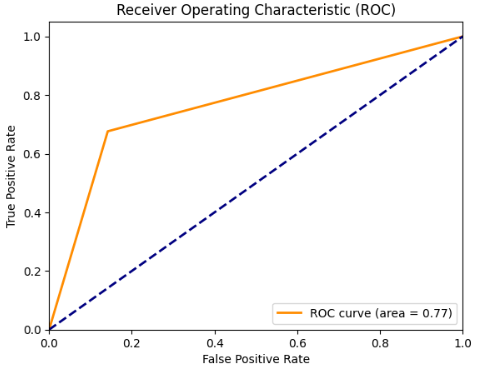 Receiver Operating Characteristic (ROC)
1.0
0.8
0.6
0.4
0.2
0.0
True Positive Rate
ROC curve (area = 0.77)
0.0 0.2 0.4 0.6 0.8 1.0
False Positive Rate